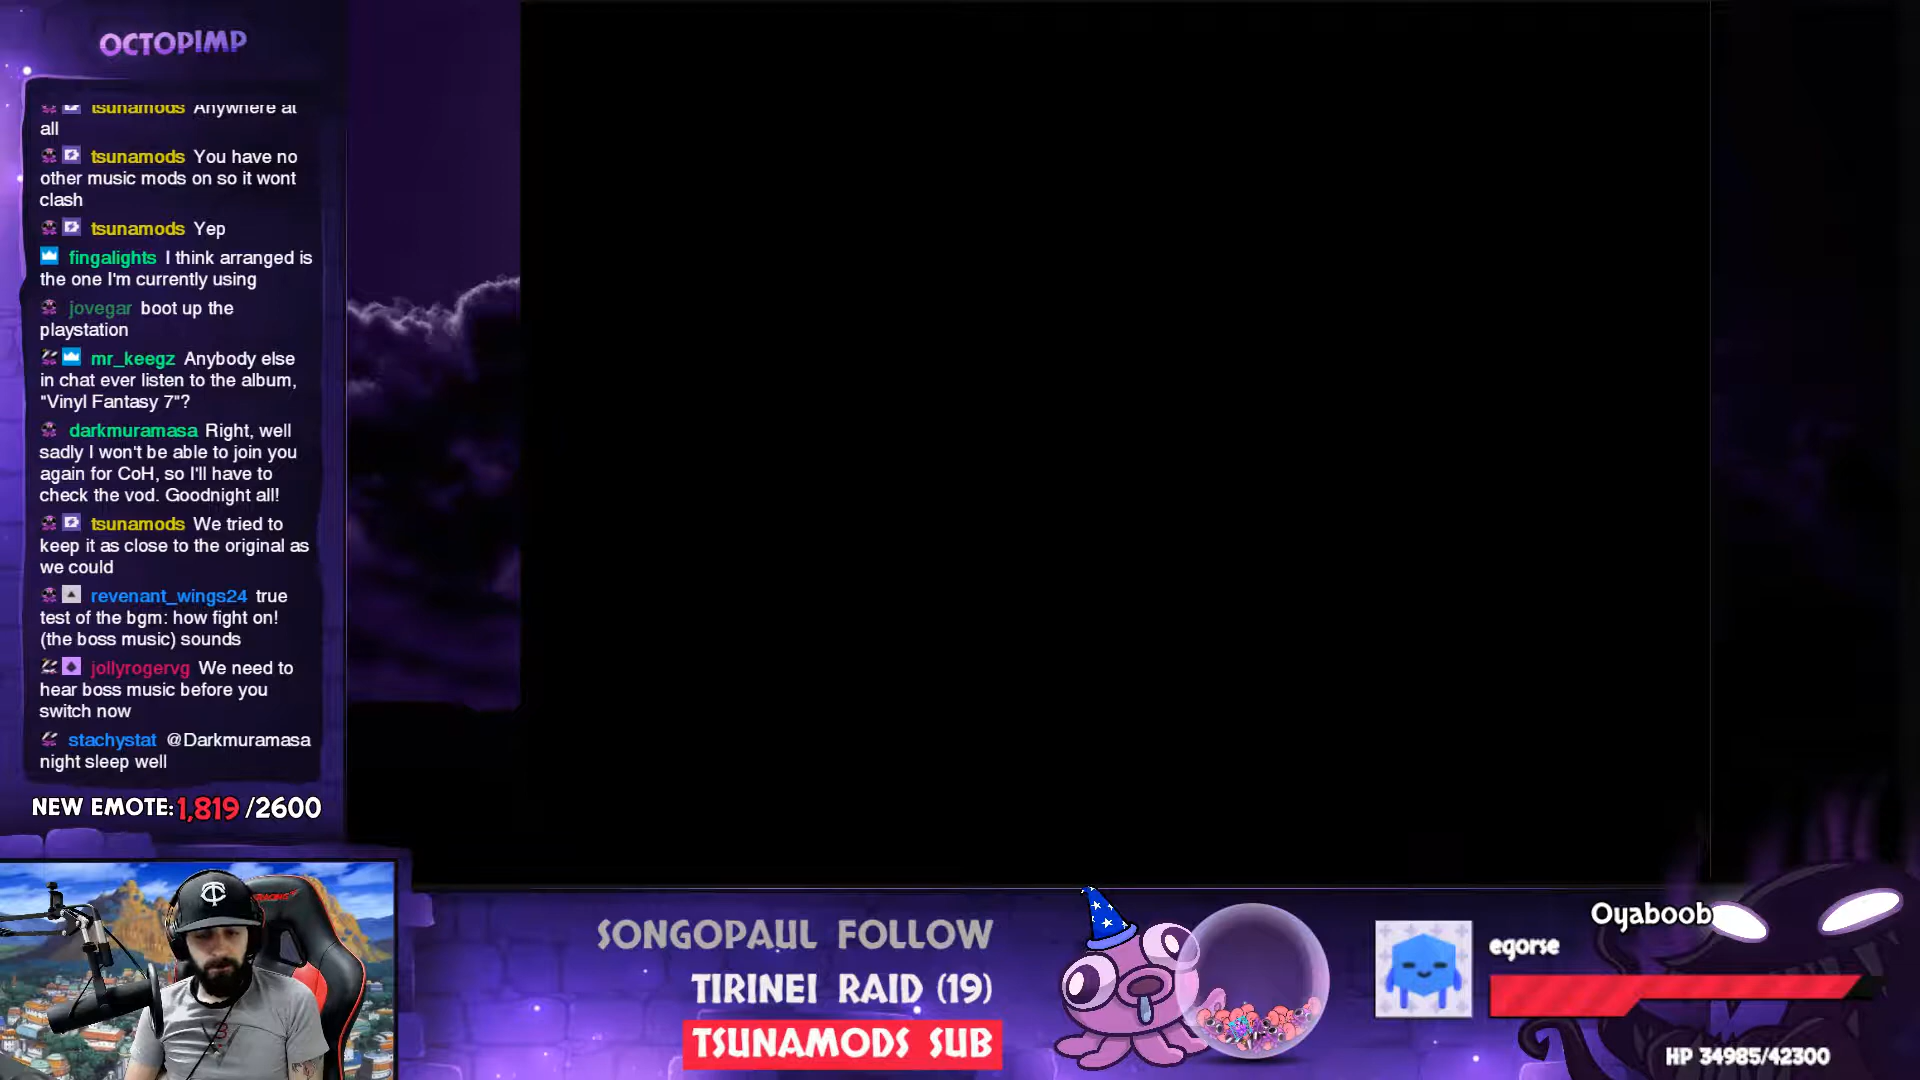 OCTOPIMP
tsunamods Anywhere at
all
tsunamods You have no
other music mods on so it wont
clash
tsunamods Yep
fingalights I think arranged is
the one I'm currently using
jovegar boot up the
playstation
mr_keegz Anybody else
in chat ever listen to the album,
"Vinyl Fantasy 7"?
darkmuramasa Right, well
sadly I won't be able to join you
again for CoH, so I'll have to
check the vod. Goodnight all!
tsunamods We tried to
keep it as close to the original as
we could
revenant_wings24 true
test of the bgm: how fight on!
(the boss music) sounds
jollyrogervg We need to
hear boss music before you
switch now
stachystat @Darkmuramasa
night sleep well
NEW EMOTE: 1,819 /2600
TC
SONGOPAUL FOLLOW
TIRINEI RAID (19)
TSUNAMODS SUB
Oyaboob
egorse
HP 34985/42300